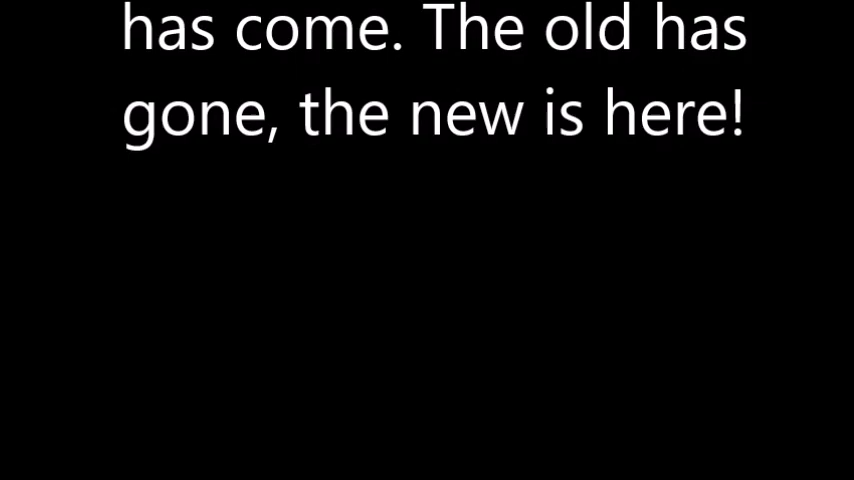 has come. The old has
gone, the new is here!